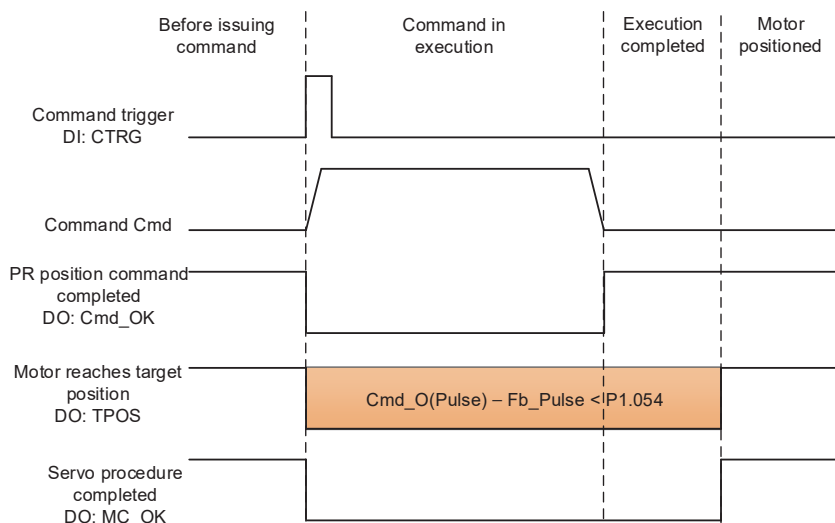 Before issuing
command
Command in
execution
Execution
completed
Motor
positioned
Command trigger
DI: CTRG
Command Cmd
PR position command
completed
DO: Cmd_OK
Motor reaches target
position
DO: TPOS
Cmd_O(Pulse) – Fb_Pulse < P1.054
Servo procedure
completed
DO: MC_OK